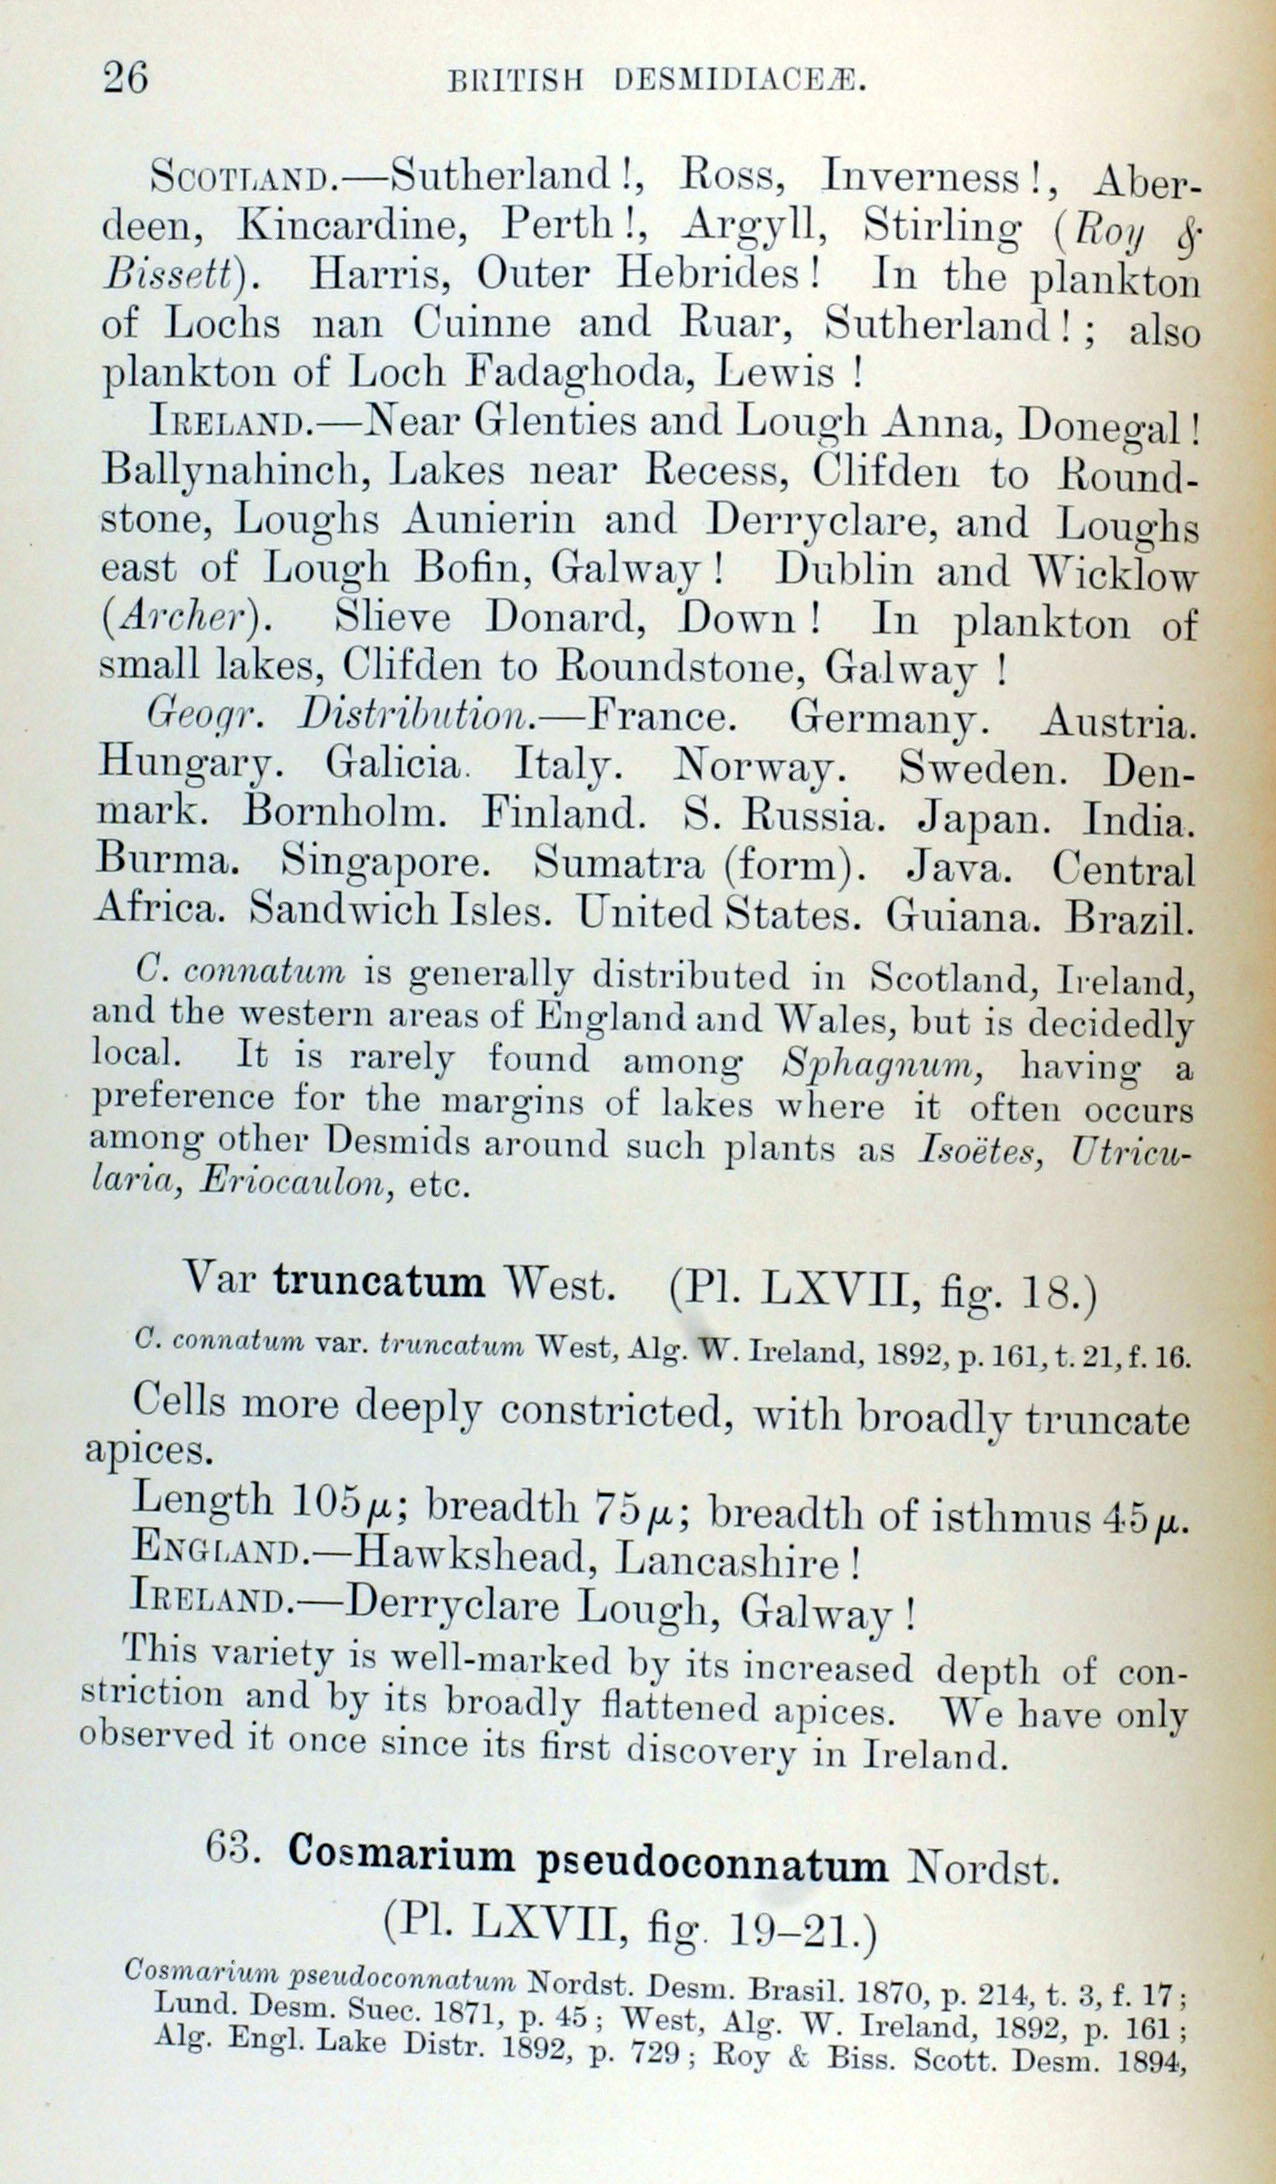 26 BRITISH DESMIDIACEÆ.
SCOTLAND.—Sutherland!, Ross, Inverness!, Aber-
deen, Kincardine, Perth!, Argyll, Stirling (Roy &
Bissett). Harris, Outer Hebrides! In the plankton
of Lochs nan Cuinne and Ruar, Sutherland!; also
plankton of Loch Fadaghoda, Lewis!
IRELAND.—Near Glenties and Lough Anna, Donegal!
Ballynahinch, Lakes near Recess, Clifden to Round-
stone, Loughs Aunierin and Derryclare, and Loughs
east of Lough Bofin, Galway! Dublin and Wicklow
(Archer). Slieve Donard, Down! In plankton of
small lakes, Clifden to Roundstone, Galway!
Geogr. Distribution.—France. Germany. Austria.
Hungary. Galicia. Italy. Norway. Sweden. Den-
mark. Bornholm. Finland. S. Russia. Japan. India.
Burma. Singapore. Sumatra (form). Java. Central
Africa. Sandwich Isles. United States. Guiana. Brazil.
C. connatum is generally distributed in Scotland, Ireland,
and the western areas of England and Wales, but is decidedly
local. It is rarely found among Sphagnum, having a
preference for the margins of lakes where it often occurs
among other Desmids around such plants as Isoëtes, Utricu-
laria, Eriocaulon, etc.
Var truncatum West. (Pl. LXVII, fig. 18.)
C. connatum var. truncatum West, Alg. W. Ireland, 1892, p. 161, t. 21, f. 16.
Cells more deeply constricted, with broadly truncate
apices.
Length 105 μ; breadth 75 μ; breadth of isthmus 45 μ.
ENGLAND.—Hawkshead, Lancashire!
IRELAND.—Derryclare Lough, Galway!
This variety is well-marked by its increased depth of con-
striction and by its broadly flattened apices. We have only
observed it once since its first discovery in Ireland.
63. Cosmarium pseudoconnatum Nordst.
(Pl. LXVII, fig. 19–21.)
Cosmarium pseudoconnatum Nordst. Desm. Brasil. 1870, p. 214, t. 3, f. 17;
Lund. Desm. Suec. 1871, p. 45; West, Alg. W. Ireland, 1892, p. 161;
Alg. Engl. Lake Distr. 1892, p. 729; Roy & Biss. Scott. Desm. 1894,